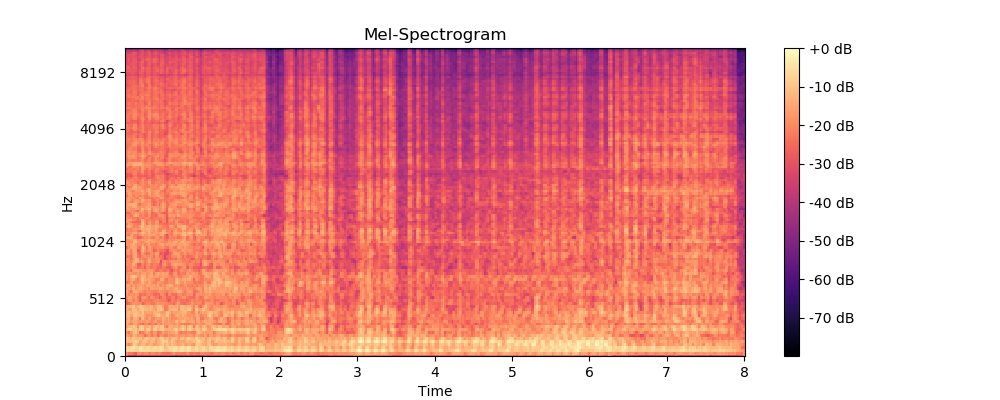 Mel-Spectrogram
Hz
8192
4096
2048
1024
512
0
0 1 2 3 4 5 6 7 8
Time
+0 dB
-10 dB
-20 dB
-30 dB
-40 dB
-50 dB
-60 dB
-70 dB